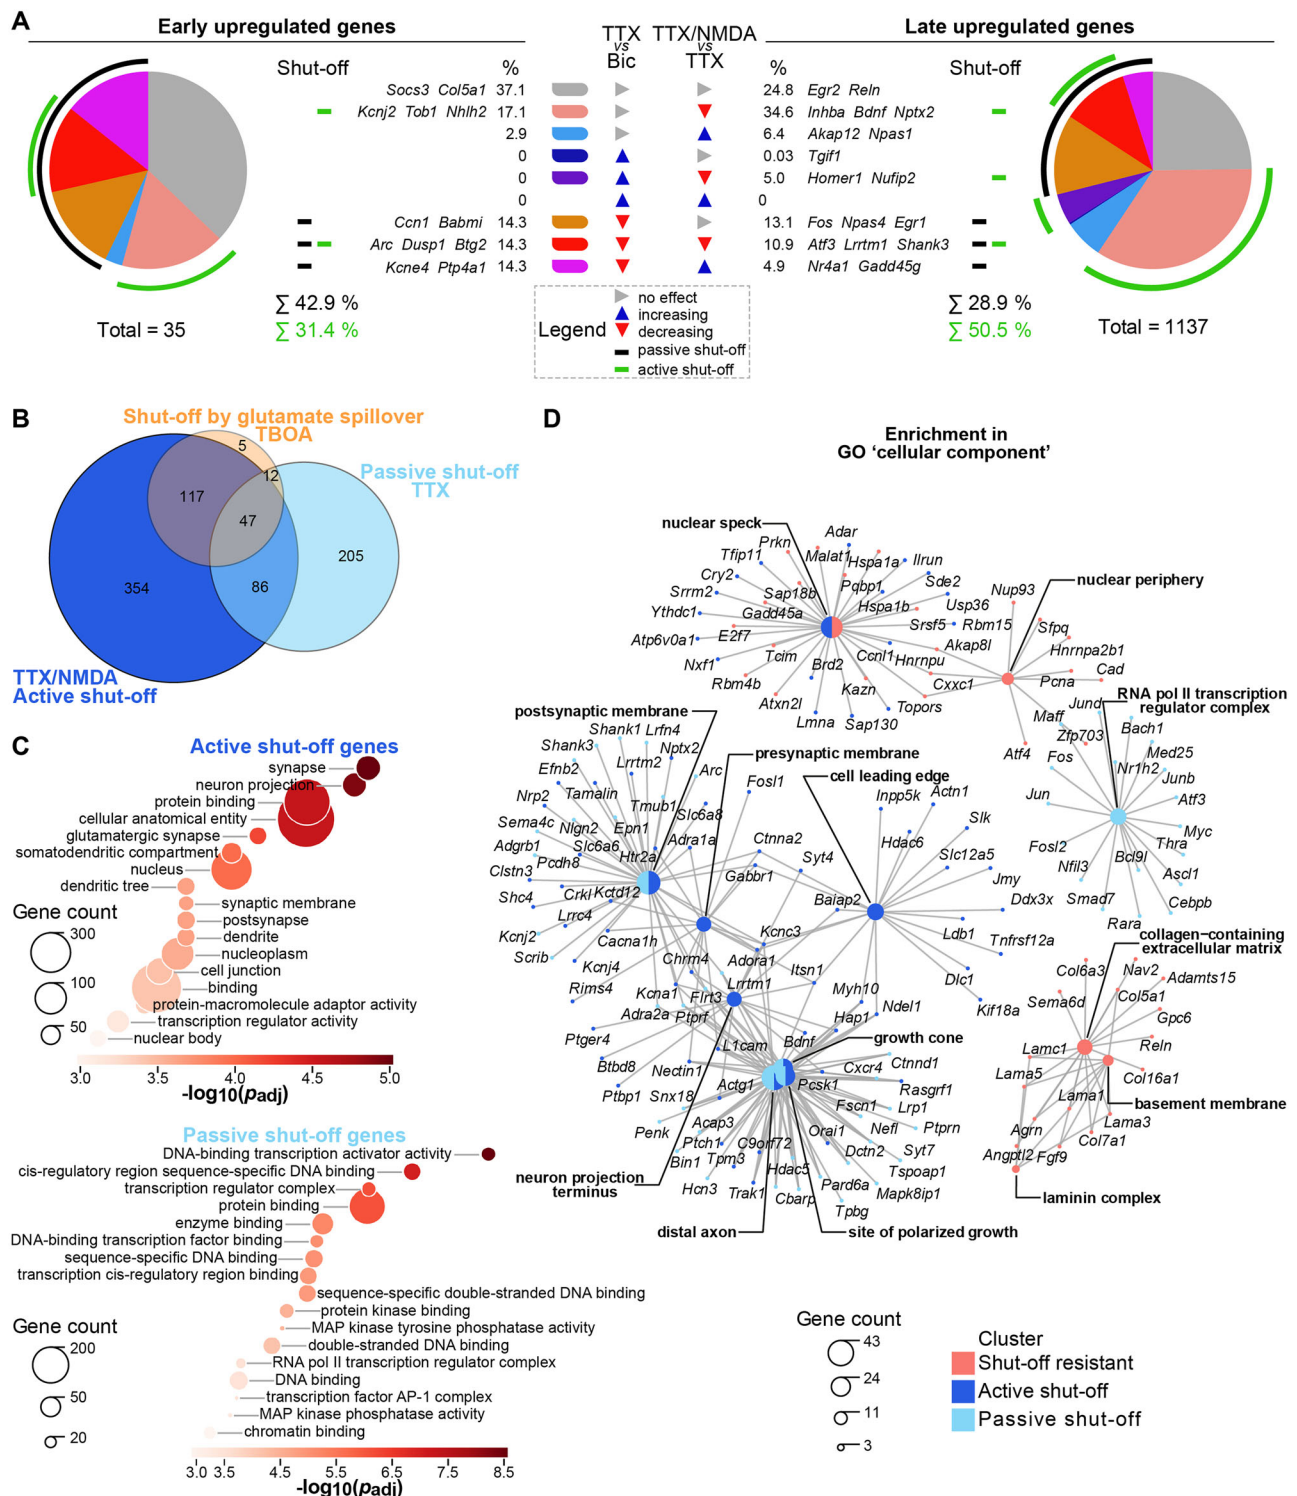 A
Early upregulated genes
TTX vs Bic
TTX/NMDA vs TTX
Late upregulated genes
Shut-off
%
%
Shut-off
Socs3 Col5a1 37.1
24.8 Egr2 Reln
Kcnj2 Tob1 Nhlh2 17.1
34.6 Inhba Bdnf Nptx2
2.9
6.4 Akap12 Npas1
0
0.03 Tgif1
0
5.0 Homer1 Nufip2
0
0
Ccn1 Babmi 14.3
13.1 Fos Npas4 Egr1
Arc Dusp1 Btg2 14.3
10.9 Atf3 Lrrtm1 Shank3
Kcne4 Ptp4a1 14.3
4.9 Nr4a1 Gadd45g
∑ 42.9 %
∑ 31.4 %
Total = 35
Legend
no effect
increasing
decreasing
passive shut-off
active shut-off
∑ 28.9 %
∑ 50.5 %
Total = 1137
B
Shut-off by glutamate spillover
TBOA
5
12
Passive shut-off
TTX
117
47
205
354
86
TTX/NMDA
Active shut-off
C
Active shut-off genes
synapse
neuron projection
protein binding
cellular anatomical entity
glutamatergic synapse
somatodendritic compartment
nucleus
dendritic tree
synaptic membrane
postsynapse
dendrite
nucleoplasm
cell junction
binding
protein-macromolecule adaptor activity
transcription regulator activity
nuclear body
Gene count
300
100
50
3.0 3.5 4.0 4.5 5.0
-log10(padj)
Passive shut-off genes
DNA-binding transcription activator activity
cis-regulatory region sequence-specific DNA binding
transcription regulator complex
protein binding
enzyme binding
DNA-binding transcription factor binding
sequence-specific DNA binding
transcription cis-regulatory region binding
sequence-specific double-stranded DNA binding
protein kinase binding
MAP kinase tyrosine phosphatase activity
double-stranded DNA binding
RNA pol II transcription regulator complex
DNA binding
transcription factor AP-1 complex
MAP kinase phosphatase activity
chromatin binding
Gene count
200
50
20
3.0 3.5 4.5 5.5 6.5 7.5 8.5
-log10(padj)
D
Enrichment in
GO ‘cellular component’
nuclear speck
Adar
Prkn
Malat1
Tfip11
Hspa1a
Ilrun
Cry2
Pqbp1
Sde2
Srrm2
Sap18b
Hspa1b
Usp36
Ythdc1
Gadd45a
Srsf5
Rbm15
Atp6v0a1
E2f7
Akap8l
Nxf1
Tcim
Brd2
Ccnl1
Hnrnpu
Rbm4b
Kazn
Cxxc1
Atxn2l
Topors
Lmna
Sap130
nuclear periphery
Nup93
Sfpq
Hnrnpa2b1
Cad
Pcna
Atf4
RNA pol II transcription
regulator complex
Jund
Maff
Bach1
Zfp703
Med25
Fos
Nr1h2
Junb
Jun
Atf3
Myc
Fosl2
Thra
Bcl9l
Nfil3
Ascl1
Smad7
Cebpb
Rara
postsynaptic membrane
Shank1
Lrfn4
Shank3
Nptx2
Efnb2
Lrrtm2
Arc
Nrp2
Tamalin
Tmub1
Slc6a8
Sema4c
Nlgn2
Epn1
Adra1a
Adgrb1
Slc6a6
Htr2a
Pcdh8
Clstn3
Crkl
Kctd12
Shc4
Lrrc4
Kcnj2
Cacna1h
Scrib
Kcnj4
Rims4
presynaptic membrane
Fosl1
Ctnna2
Syt4
Gabbr1
Baiap2
Kcnc3
Chrm4
Adora1
Itsn1
Kcna1
Flrt3
Lrrtm1
Adra2a
Ptprf
Myh10
Ndel1
Hap1
cell leading edge
Inpp5k
Actn1
Slk
Hdac6
Slc12a5
Jmy
Ddx3x
Ldb1
Tnfrsf12a
Dlc1
Kif18a
Ptger4
L1cam
Bdnf
growth cone
Btbd8
Nectin1
Cxcr4
Ctnnd1
Ptbp1
Snx18
Actg1
Pcsk1
Rasgrf1
Acap3
Fscn1
Lrp1
Penk
Orai1
Nefl
Ptprn
Ptch1
C9orf72
Dctn2
Syt7
Bin1
Tpm3
Hdac5
Tspoap1
Hcn3
Trak1
Cbarp
Pard6a
Mapk8ip1
Tpbg
neuron projection
terminus
distal axon
site of polarized growth
collagen−containing
extracellular matrix
Col6a3
Nav2
Adamts15
Sema6d
Col5a1
Gpc6
Lamc1
Reln
Lama5
Col16a1
Lama1
basement membrane
Lama3
Agrn
Col7a1
Angptl2
Fgf9
laminin complex
Gene count
43
24
11
3
Cluster
Shut-off resistant
Active shut-off
Passive shut-off